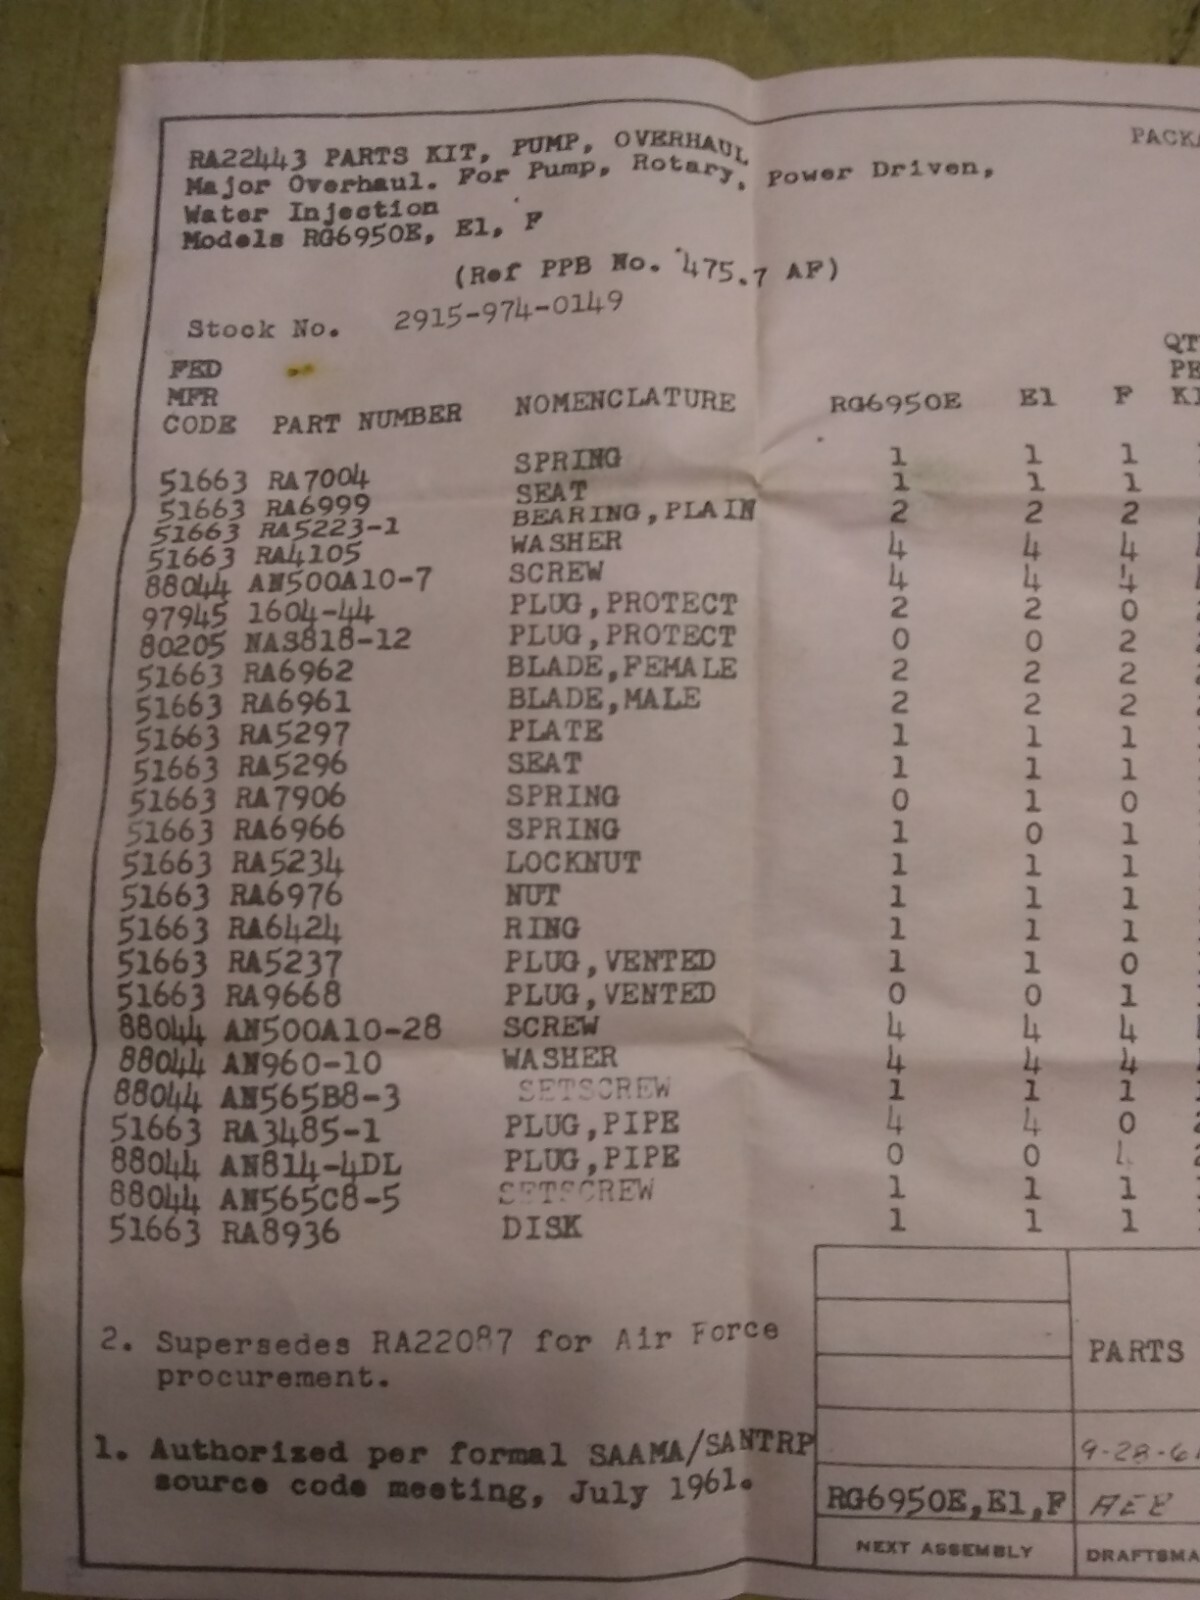 RA22443 PARTS KIT, PUMP, OVERHAUL
Major Overhaul. For Pump, Rotary, Power Driven,
Water Injection
Models RG6950E, E1, F
(Ref PPB No. 475.7 AF)
Stock No. 2915-974-0149
FED
MFR
CODE PART NUMBER NOMENCLATURE RG6950E E1 F
51663 RA7004 SPRING 1 1 1
51663 RA6999 SEAT 1 1 1
51663 RA5223-1 BEARING,PLAIN 2 2 2
51663 RA4105 WASHER 4 4 4
88044 AN500A10-7 SCREW 4 4 4
97945 1604-44 PLUG,PROTECT 2 2 0
80205 NAS818-12 PLUG,PROTECT 0 0 2
51663 RA6962 BLADE,FEMALE 2 2 2
51663 RA6961 BLADE,MALE 2 2 2
51663 RA5297 PLATE 1 1 1
51663 RA5296 SEAT 1 1 1
51663 RA7906 SPRING 0 1 0
51663 RA6966 SPRING 1 0 1
51663 RA5234 LOCKNUT 1 1 1
51663 RA6976 NUT 1 1 1
51663 RA6424 RING 1 1 1
51663 RA5237 PLUG,VENTED 1 1 0
51663 RA9668 PLUG,VENTED 0 0 1
88044 AN500A10-28 SCREW 4 4 4
88044 AN960-10 WASHER 4 4 4
88044 AN565B8-3 SETSCREW 1 1 1
51663 RA3485-1 PLUG,PIPE 4 4 0
88044 AN814-4DL PLUG,PIPE 0 0 4
88044 AN565C8-5 SETSCREW 1 1 1
51663 RA8936 DISK 1 1 1
2. Supersedes RA22087 for Air Force
procurement.
1. Authorized per formal SAAMA/SANTRP
source code meeting, July 1961.
PARTS
RG6950E,E1,F
NEXT ASSEMBLY